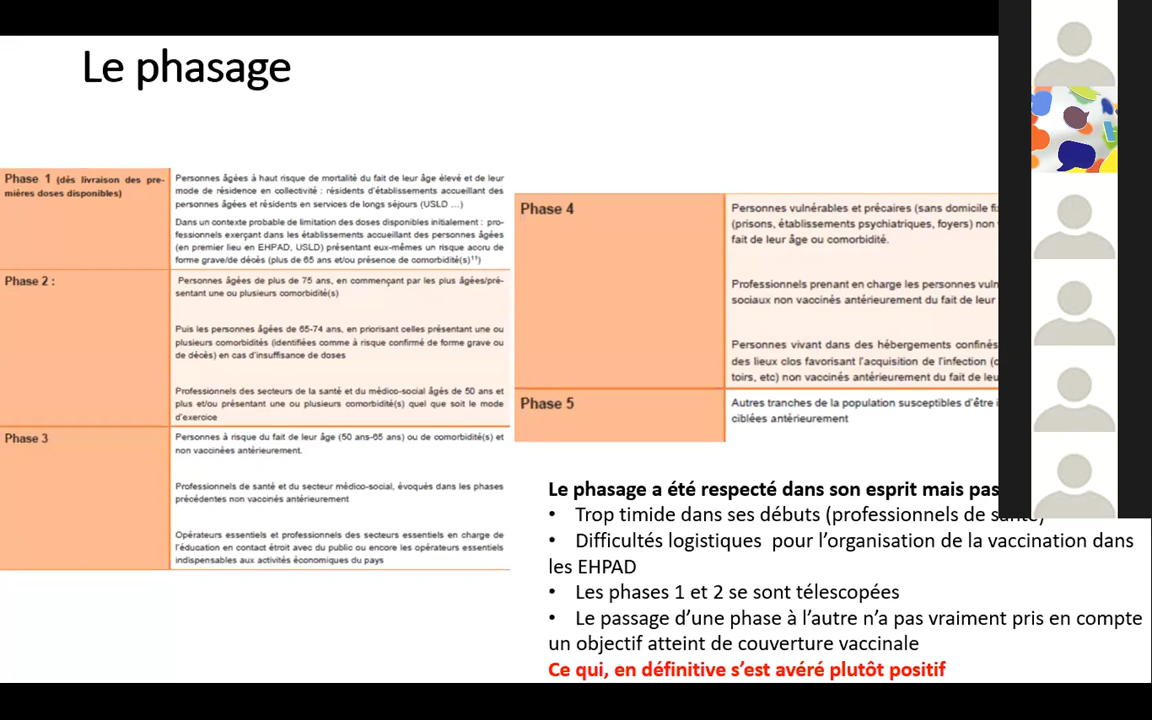 Le phasage
Phase 1 (dès livraison des pre-
mières doses disponibles)
Personnes âgées à haut risque de mortalité du fait de leur âge élevé et de leur
mode de résidence en collectivité : résidents d'établissements accueillant des
personnes âgées et résidents en services de longs séjours (USLD ...)
Dans un contexte probable de limitation des doses disponibles initialement : pro-
fessionnels exerçant dans les établissements accueillant des personnes âgées
(en premier lieu en EHPAD, USLD) présentant eux-mêmes un risque accru de
forme grave/de décès (plus de 65 ans et/ou présence de comorbidité(s)¹¹)
Phase 2 :
Personnes âgées de plus de 75 ans, en commençant par les plus âgées/pré-
sentant une ou plusieurs comorbidité(s)
Puis les personnes âgées de 65-74 ans, en priorisant celles présentant une ou
plusieurs comorbidités (identifiées comme à risque confirmé de forme grave ou
de décès) en cas d'insuffisance de doses
Professionnels des secteurs de la santé et du médico-social âgés de 50 ans et
plus et/ou présentant une ou plusieurs comorbidité(s) quel que soit le mode
d'exercice
Phase 3
Personnes à risque du fait de leur âge (50 ans-65 ans) ou de comorbidité(s) et
non vaccinées antérieurement.
Professionnels de santé et du secteur médico-social, évoqués dans les phases
précédentes non vaccinés antérieurement
Opérateurs essentiels et professionnels des secteurs essentiels en charge de
l'éducation en contact étroit avec du public ou encore les opérateurs essentiels
indispensables aux activités économiques du pays
Phase 4
Personnes vulnérables et précaires (sans domicile
(prisons, établissements psychiatriques, foyers) non
fait de leur âge ou comorbidité.
Professionnels prenant en charge les personnes
sociaux non vaccinés antérieurement du fait de leur
Personnes vivant dans des hébergements confinés
des lieux clos favorisant l'acquisition de l'infection
toirs, etc) non vaccinés antérieurement du fait de
Phase 5
Autres tranches de la population susceptibles d'être
ciblées antérieurement
Le phasage a été respecté dans son esprit mais pas
• Trop timide dans ses débuts (professionnels de santé)
• Difficultés logistiques pour l'organisation de la vaccination dans
les EHPAD
• Les phases 1 et 2 se sont télescopées
• Le passage d'une phase à l'autre n'a pas vraiment pris en compte
un objectif atteint de couverture vaccinale
Ce qui, en définitive s'est avéré plutôt positif